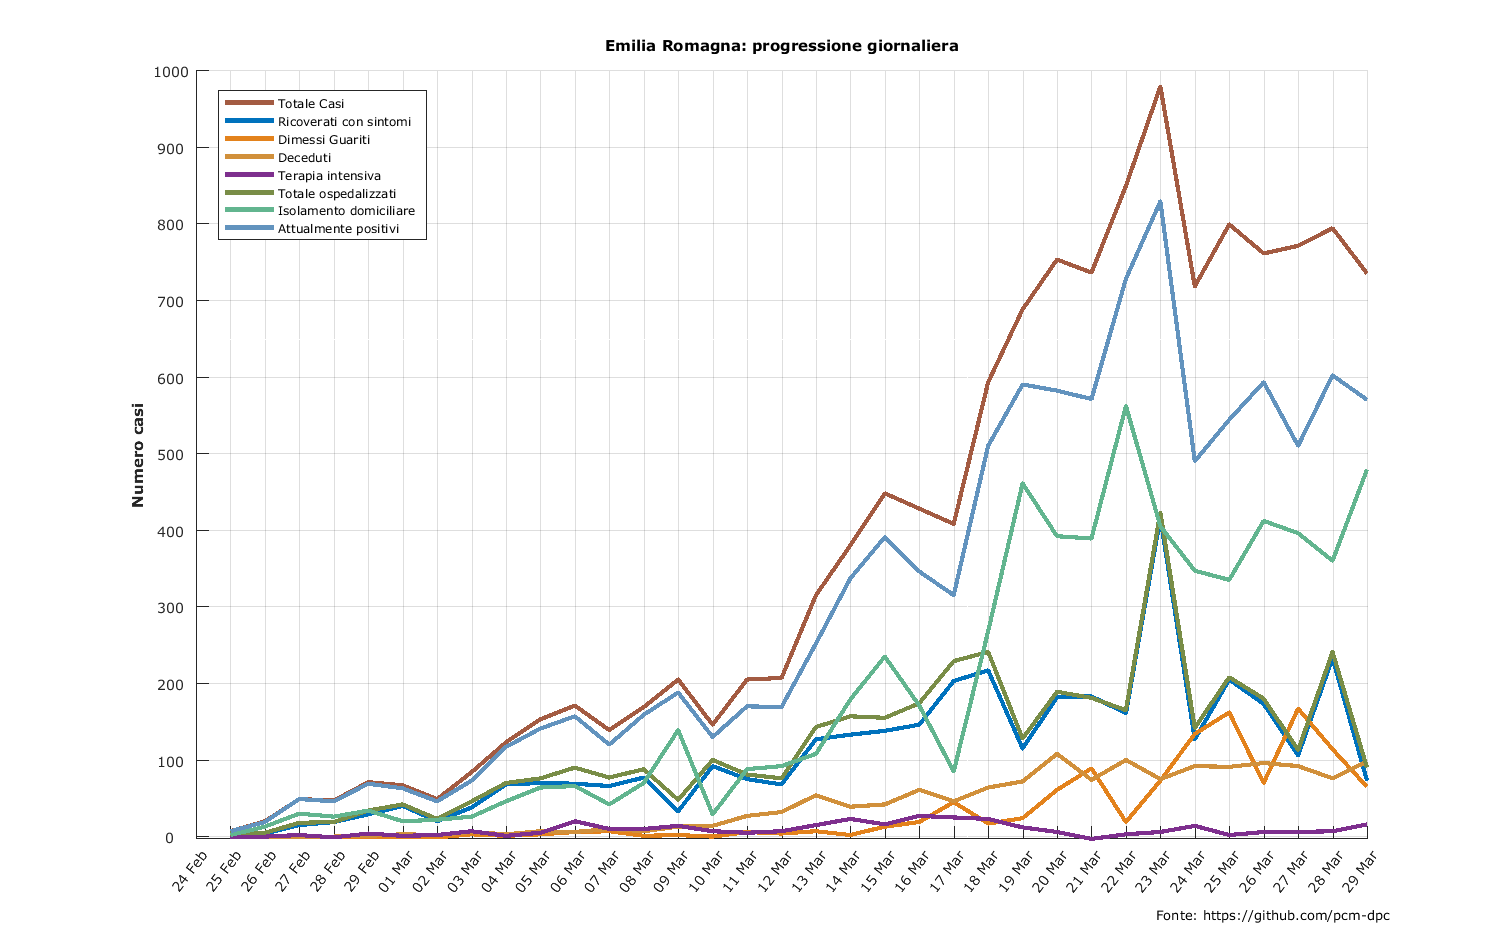 Emilia Romagna: progressione giornaliera
1000
900
800
700
600
500
400
300
200
100
0
Numero casi
Totale Casi
Ricoverati con sintomi
Dimessi Guariti
Deceduti
Terapia intensiva
Totale ospedalizzati
Isolamento domiciliare
Attualmente positivi
24 Feb
25 Feb
26 Feb
27 Feb
28 Feb
29 Feb
01 Mar
02 Mar
03 Mar
04 Mar
05 Mar
06 Mar
07 Mar
08 Mar
09 Mar
10 Mar
11 Mar
12 Mar
13 Mar
14 Mar
15 Mar
16 Mar
17 Mar
18 Mar
19 Mar
20 Mar
21 Mar
22 Mar
23 Mar
24 Mar
25 Mar
26 Mar
27 Mar
28 Mar
29 Mar
Fonte: https://github.com/pcm-dpc